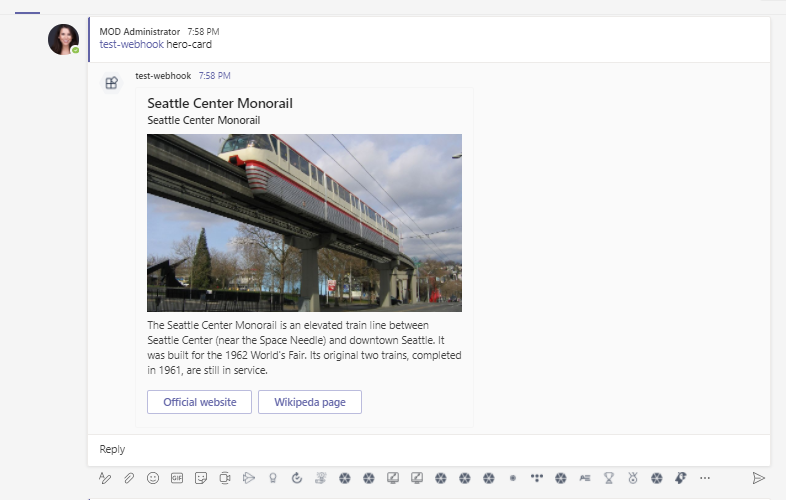 MOD Administrator 7:58 PM
test-webhook hero-card
test-webhook 7:58 PM
Seattle Center Monorail
Seattle Center Monorail
The Seattle Center Monorail is an elevated train line between
Seattle Center (near the Space Needle) and downtown Seattle. It
was built for the 1962 World's Fair. Its original two trains, completed
in 1961, are still in service.
Official website Wikipeda page
Reply
GIF